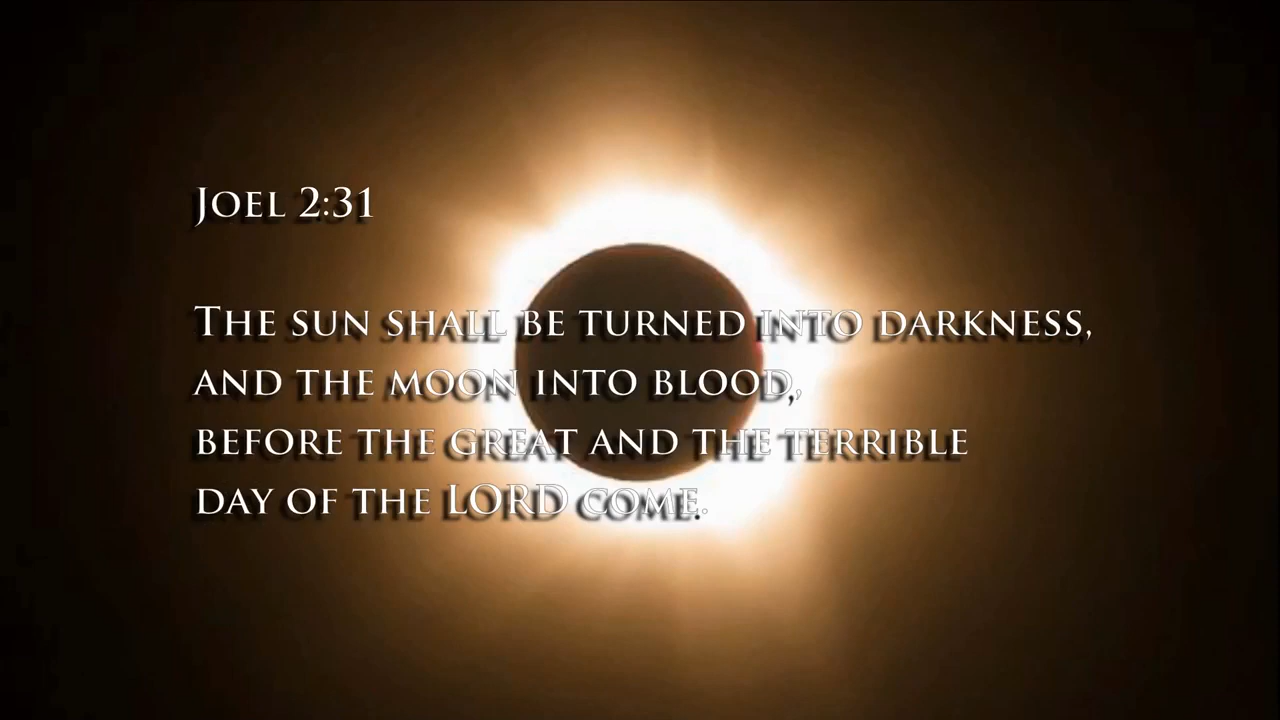 Joel 2:31
The sun shall be turned into darkness,
and the moon into blood,
before the great and the terrible
day of the LORD come.